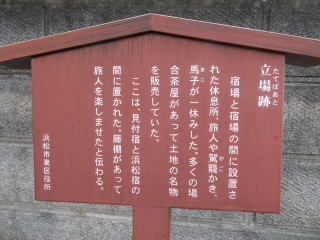 たてばあと
立場跡
宿場と宿場の間に設置さ
れた休息所、旅人や駕籠かき、
かご
馬子が一休みした。多くの場
まご
合茶屋があって土地の名物
を販売していた。
ここは、見付宿と浜松宿の
間に置かれた。藤棚があって
旅人を楽しませたと伝わる。
浜松市東区役所